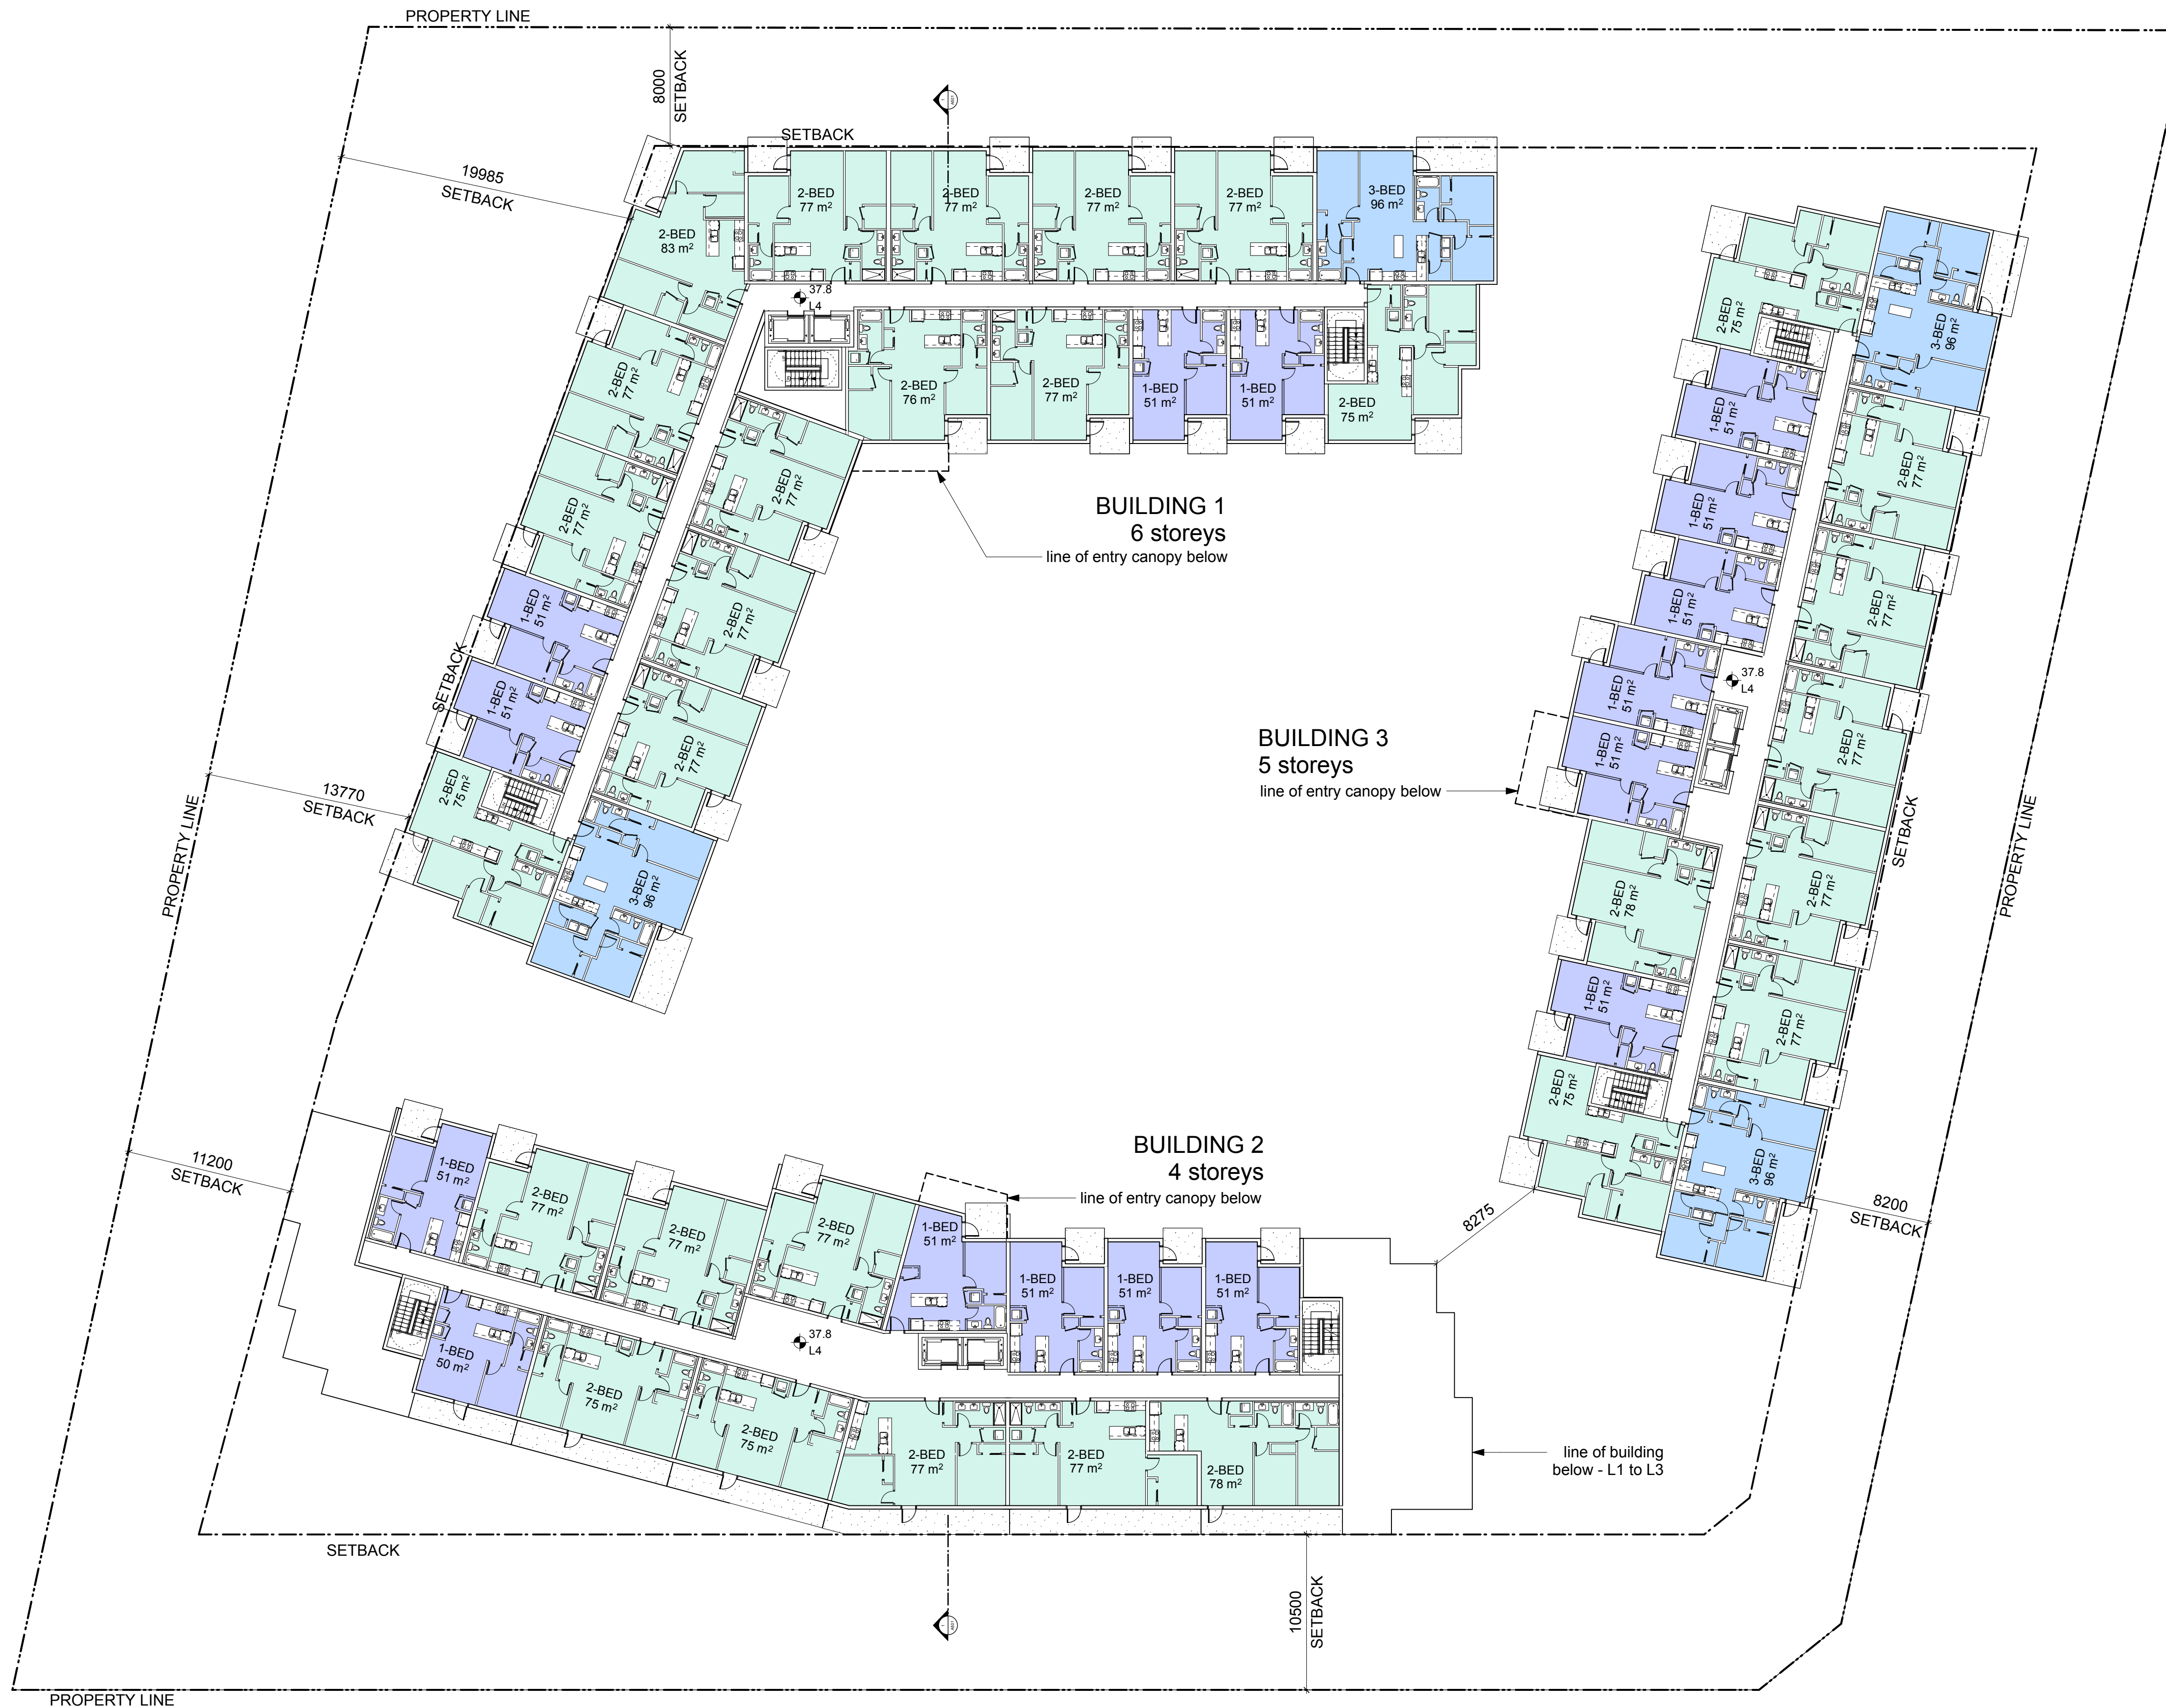 PROPERTY LINE
8000
SETBACK
SETBACK
19985
SETBACK
2-BED
83 m²
2-BED
77 m²
2-BED
77 m²
2-BED
77 m²
2-BED
77 m²
3-BED
96 m²
37.8
L4
2-BED
76 m²
2-BED
77 m²
1-BED
51 m²
1-BED
51 m²
2-BED
75 m²
2-BED
77 m²
2-BED
77 m²
1-BED
51 m²
1-BED
51 m²
2-BED
75 m²
2-BED
77 m²
2-BED
77 m²
2-BED
77 m²
3-BED
96 m²
SETBACK
13770
SETBACK
PROPERTY LINE
BUILDING 1
6 storeys
line of entry canopy below
2-BED
75 m²
3-BED
96 m²
1-BED
51 m²
1-BED
51 m²
1-BED
51 m²
1-BED
51 m²
1-BED
51 m²
2-BED
78 m²
1-BED
51 m²
2-BED
75 m²
2-BED
77 m²
2-BED
77 m²
2-BED
77 m²
2-BED
77 m²
2-BED
77 m²
3-BED
96 m²
37.8
L4
BUILDING 3
5 storeys
line of entry canopy below
SETBACK
PROPERTY LINE
8200
SETBACK
8275
11200
SETBACK
BUILDING 2
4 storeys
line of entry canopy below
1-BED
51 m²
2-BED
77 m²
2-BED
77 m²
2-BED
77 m²
1-BED
51 m²
1-BED
51 m²
1-BED
51 m²
1-BED
51 m²
37.8
L4
1-BED
50 m²
2-BED
75 m²
2-BED
75 m²
2-BED
77 m²
2-BED
77 m²
2-BED
78 m²
line of building
below - L1 to L3
SETBACK
10500
SETBACK
PROPERTY LINE